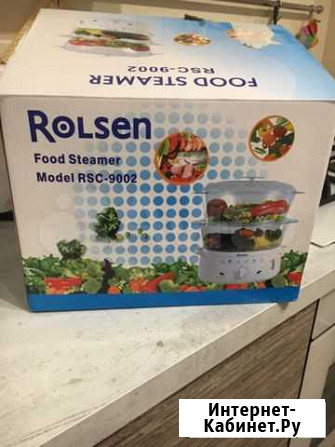 FOOD STEAMER
RSC-9002
ROLSEN
Food Steamer
Model RSC-9002
Интернет-
Кабинет.Ру